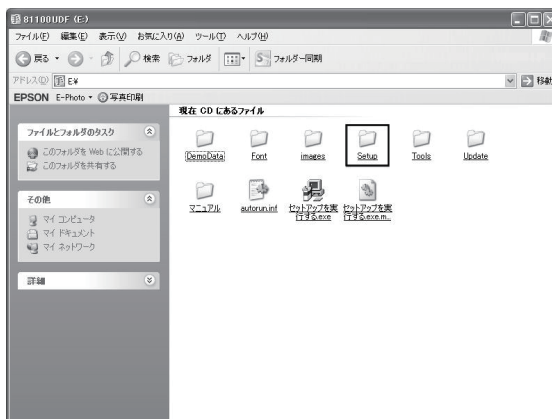 81100UDF (E:)
ファイル(F) 編集(E) 表示(V) お気に入り(A) ツール(T) ヘルプ(H)
戻る 検索 フォルダ フォルダー同期
アドレス(D) E:¥ 移動
EPSON E-Photo 写真印刷
現在 CD にあるファイル
ファイルとフォルダのタスク
このフォルダを Web に公開する
このフォルダを共有する
その他
マイ コンピュータ
マイ ドキュメント
マイ ネットワーク
詳細
DemoData Font images Setup Tools Update
マニュアル autorun.inf セットアップを実行する.exe セットアップを実行する.exe.m...